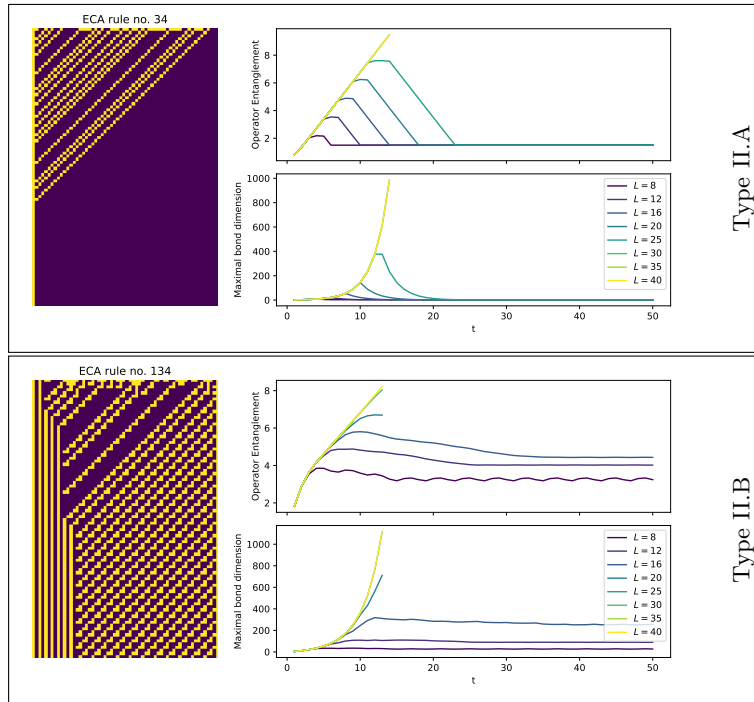 ECA rule no. 34
Operator Entanglement
8
6
4
2
Maximal bond dimension
1000
800
600
400
200
0
L = 8
L = 12
L = 16
L = 20
L = 25
L = 30
L = 35
L = 40
0 10 20 30 40 50
t
Type II.A
ECA rule no. 134
Operator Entanglement
8
6
4
2
Maximal bond dimension
1000
800
600
400
200
0
L = 8
L = 12
L = 16
L = 20
L = 25
L = 30
L = 35
L = 40
0 10 20 30 40 50
t
Type II.B